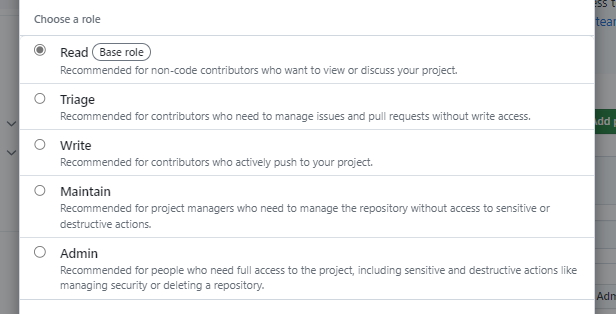 Choose a role
Read Base role
Recommended for non-code contributors who want to view or discuss your project.
Triage
Recommended for contributors who need to manage issues and pull requests without write access.
Write
Recommended for contributors who actively push to your project.
Maintain
Recommended for project managers who need to manage the repository without access to sensitive or
destructive actions.
Admin
Recommended for people who need full access to the project, including sensitive and destructive actions like
managing security or deleting a repository.